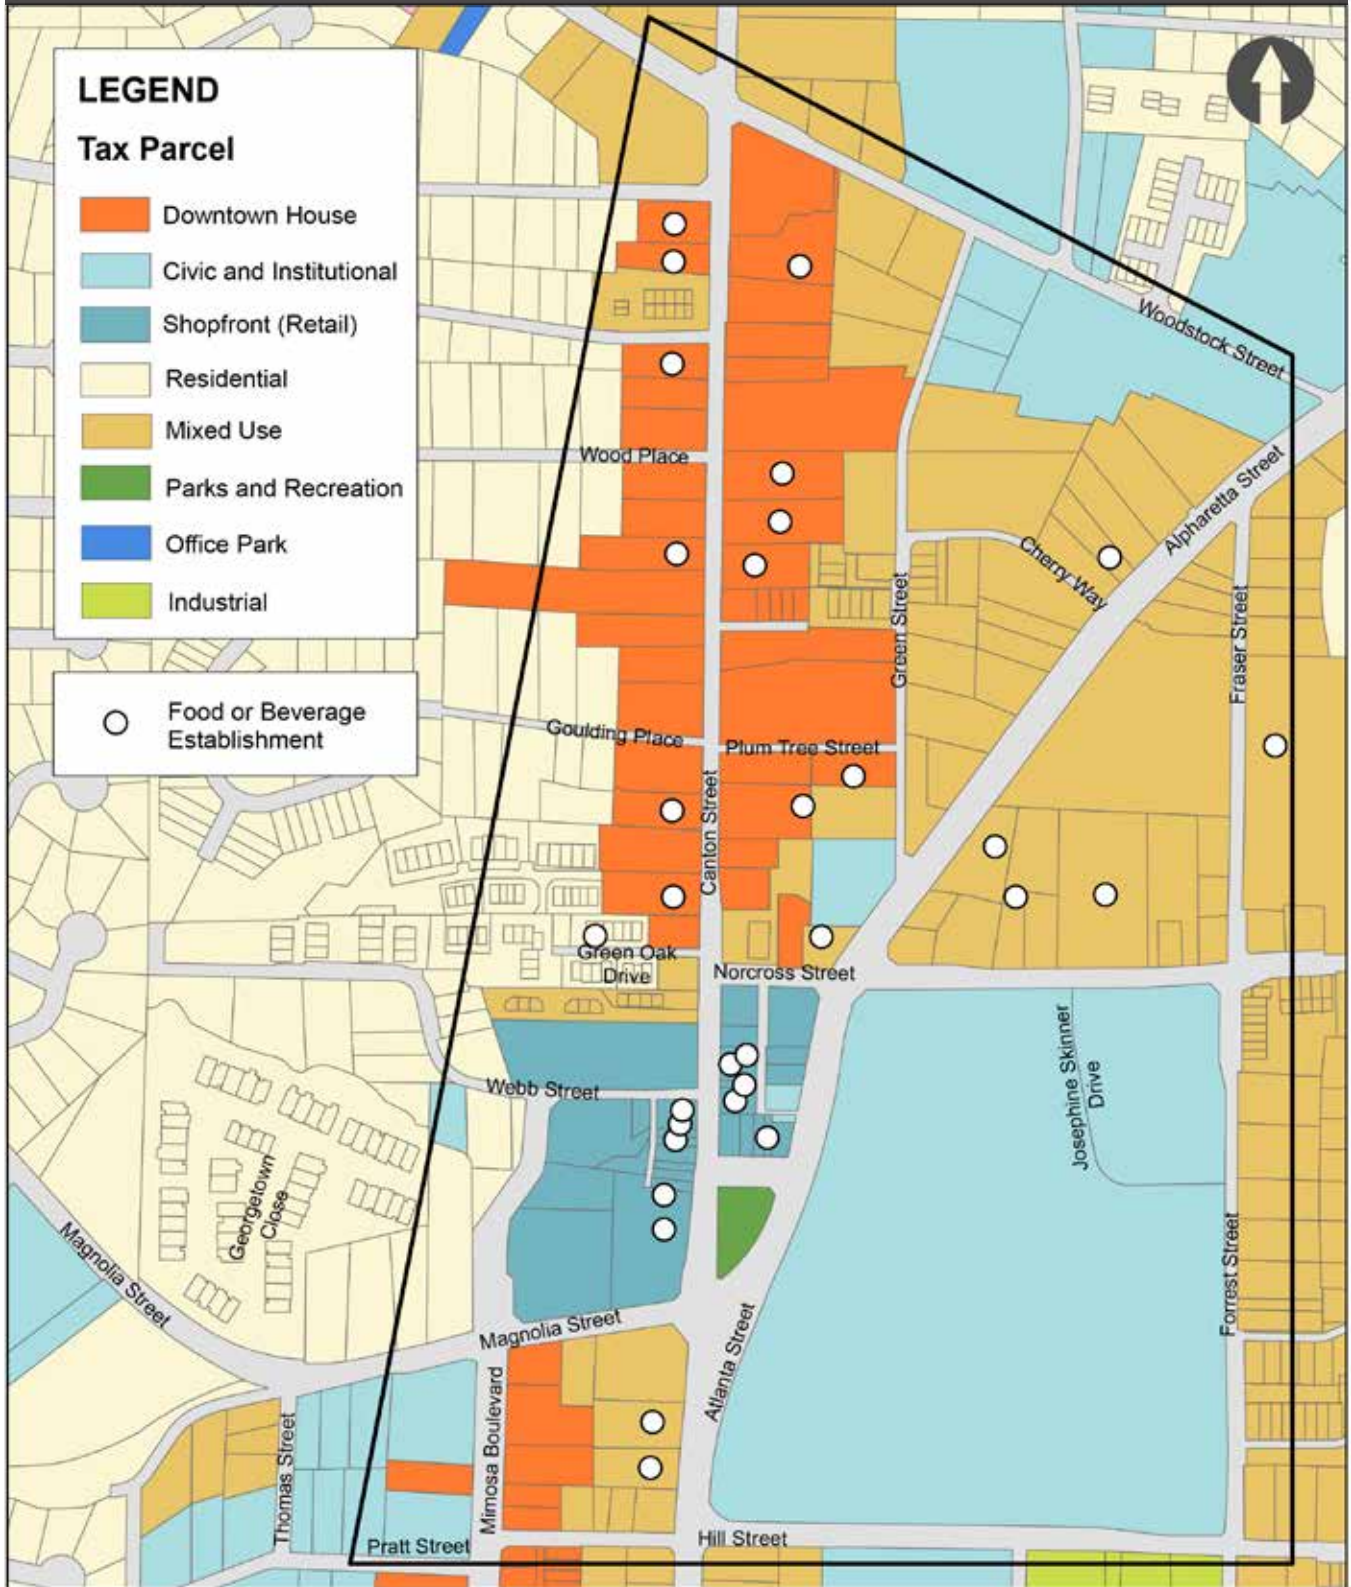 LEGEND
Tax Parcel
Downtown House
Civic and Institutional
Shopfront (Retail)
Residential
Mixed Use
Parks and Recreation
Office Park
Industrial
Food or Beverage
Establishment
Woodstock Street
Wood Place
Alpharetta Street
Cherry Way
Green Street
Fraser Street
Goulding Place
Plum Tree Street
Canton Street
Green Oak
Drive
Norcross Street
Josephine Skinner
Drive
Webb Street
Georgetown
Close
Magnolia Street
Magnolia Street
Forrest Street
Atlanta Street
Mimosa Boulevard
Thomas Street
Pratt Street
Hill Street